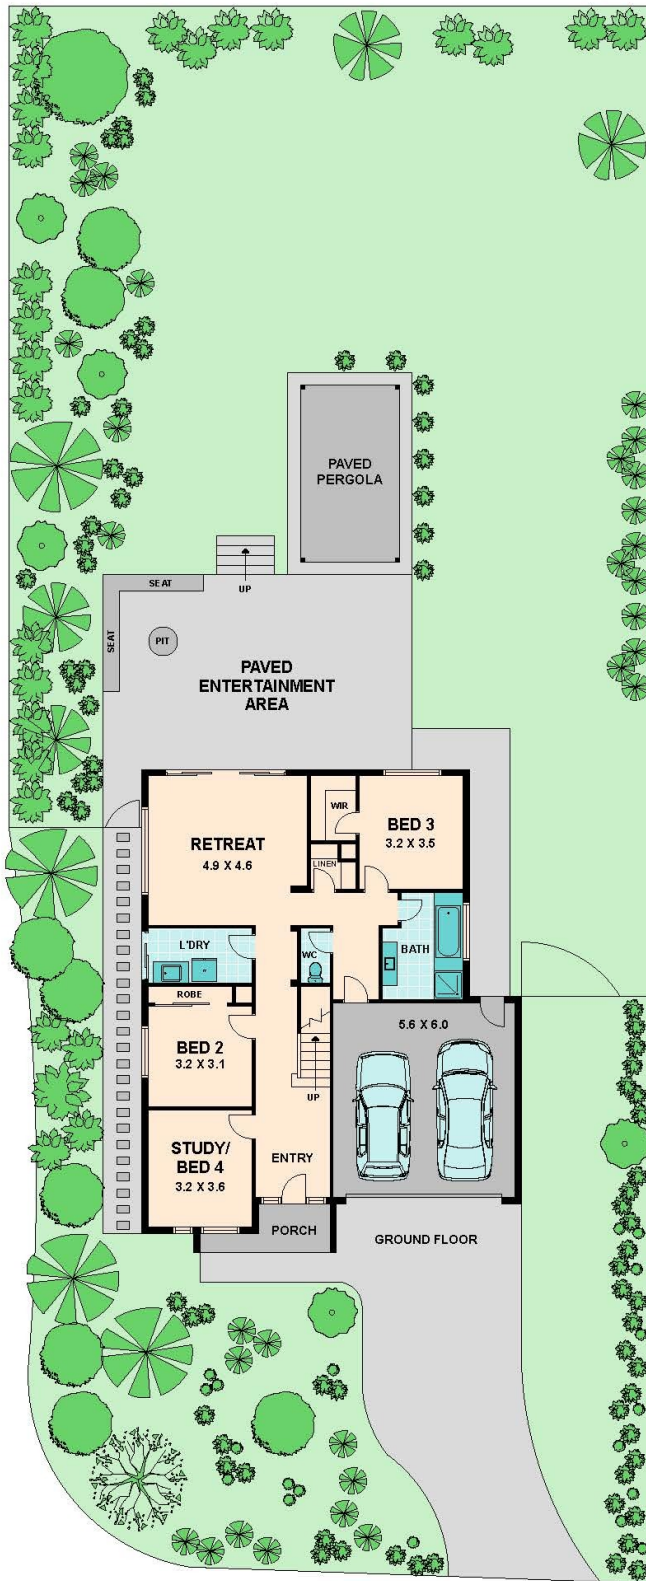 PAVED
PERGOLA
SEAT
UP
SEAT
PIT
PAVED
ENTERTAINMENT
AREA
WIR
BED 3
3.2 X 3.5
RETREAT
4.9 X 4.6
LINEN
L'DRY
WC
BATH
ROBE
5.6 X 6.0
BED 2
3.2 X 3.1
UP
STUDY/
BED 4
3.2 X 3.6
ENTRY
PORCH
GROUND FLOOR